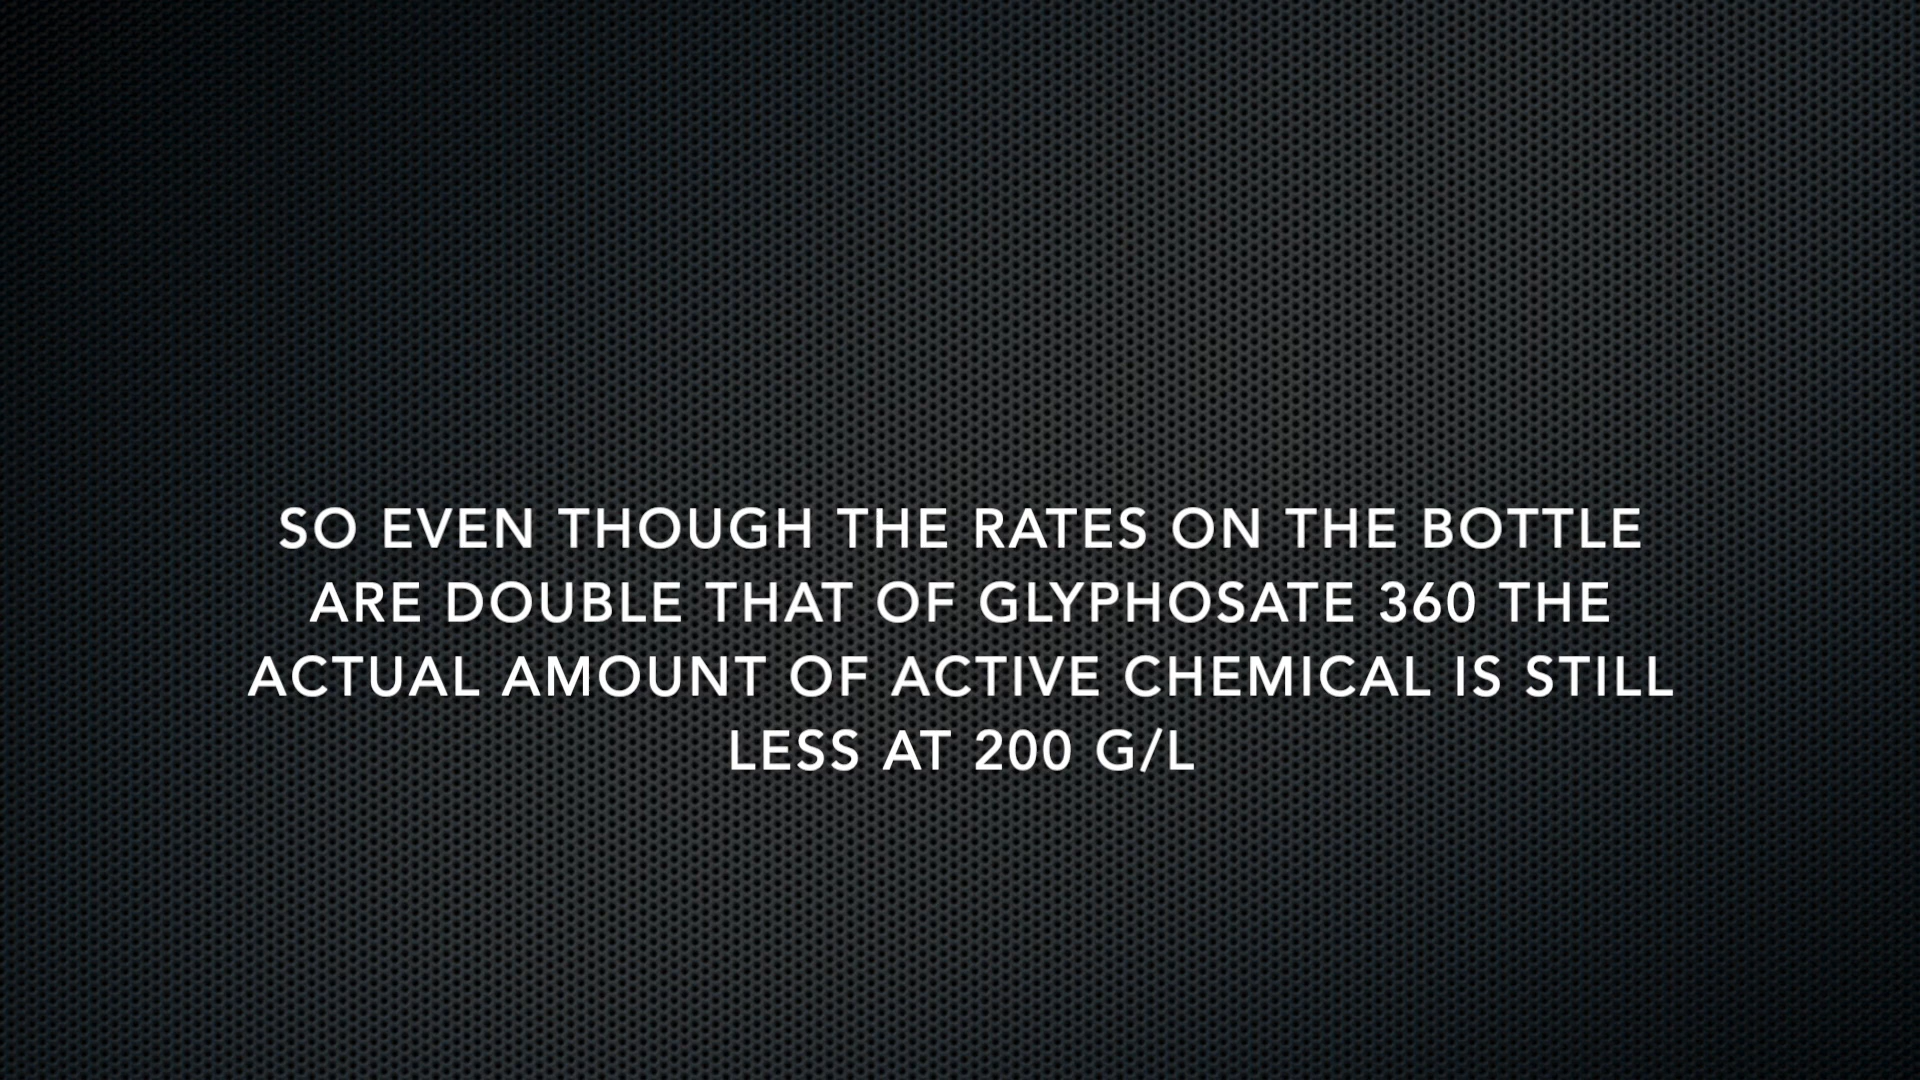 SO EVEN THOUGH THE RATES ON THE BOTTLE
ARE DOUBLE THAT OF GLYPHOSATE 360 THE
ACTUAL AMOUNT OF ACTIVE CHEMICAL IS STILL
LESS AT 200 G/L